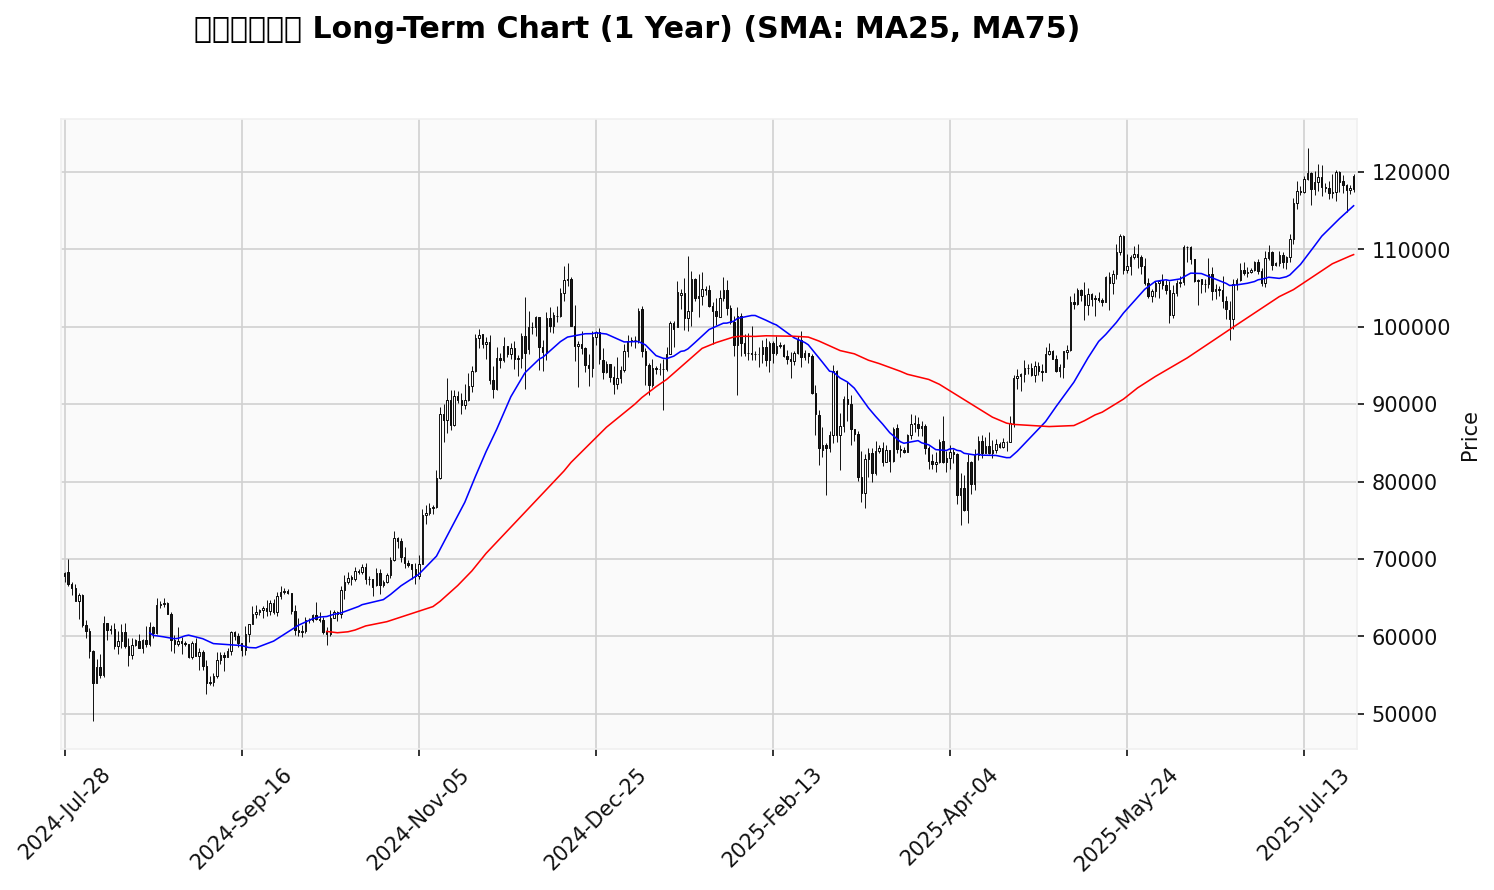 Long-Term Chart (1 Year) (SMA: MA25, MA75)
120000
110000
100000
90000
80000
70000
60000
50000
Price
2024-Jul-28
2024-Sep-16
2024-Nov-05
2024-Dec-25
2025-Feb-13
2025-Apr-04
2025-May-24
2025-Jul-13